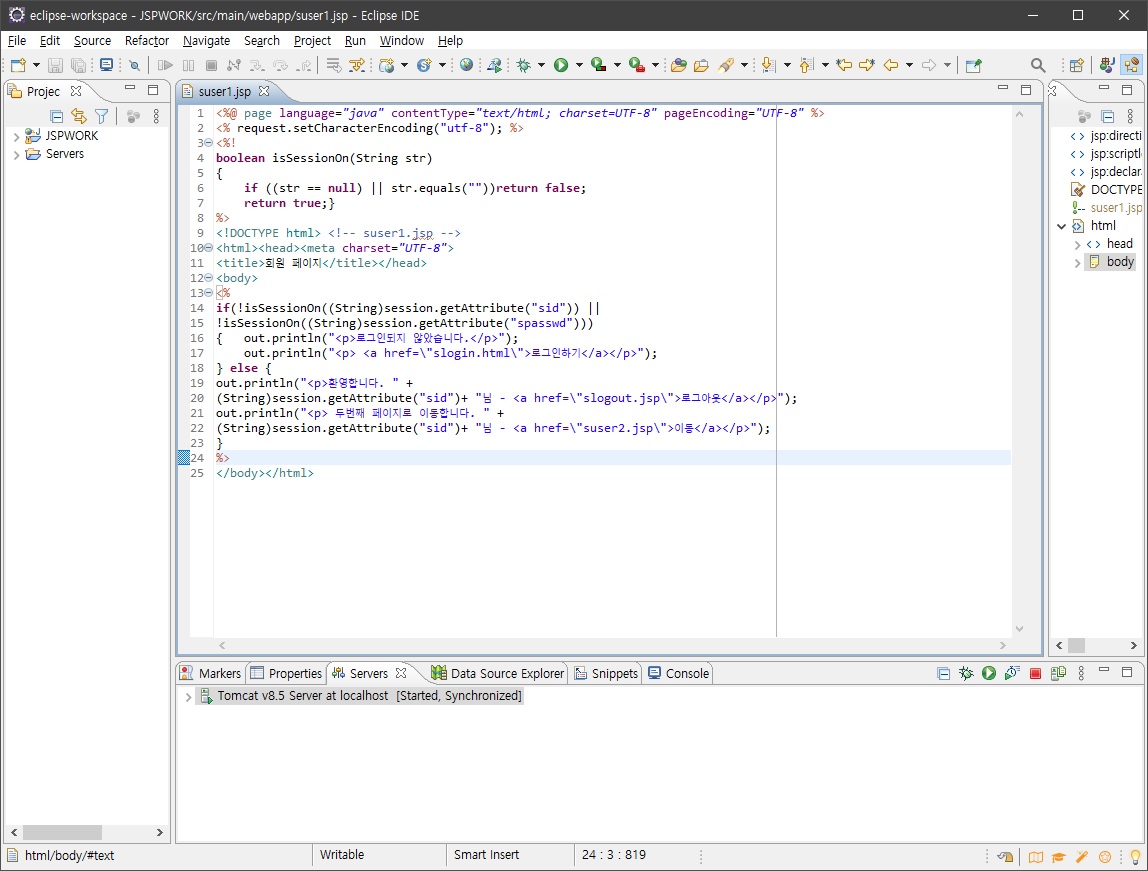 eclipse-workspace - JSPWORK/src/main/webapp/suser1.jsp - Eclipse IDE
File Edit Source Refactor Navigate Search Project Run Window Help
Projec
JSPWORK
Servers
suser1.jsp
1 <%@ page language="java" contentType="text/html; charset=UTF-8" pageEncoding="UTF-8" %>
2 <% request.setCharacterEncoding("utf-8"); %>
3 <%!
4 boolean isSessionOn(String str)
5 {
6 if ((str == null) || str.equals(""))return false;
7 return true;}
8 %>
9 <!DOCTYPE html> <!-- suser1.jsp -->
10 <html><head><meta charset="UTF-8">
11 <title>회원 페이지</title></head>
12 <body>
13 <%
14 if(!isSessionOn((String)session.getAttribute("sid")) ||
15 !isSessionOn((String)session.getAttribute("spasswd")))
16 { out.println("<p>로그인되지 않았습니다.</p>");
17 out.println("<p> <a href=\"slogin.html\">로그인하기</a></p>");
18 } else {
19 out.println("<p>환영합니다. " +
20 (String)session.getAttribute("sid")+ "님 - <a href=\"slogout.jsp\">로그아웃</a></p>");
21 out.println("<p> 두번째 페이지로 이동합니다. " +
22 (String)session.getAttribute("sid")+ "님 - <a href=\"suser2.jsp\">이동</a></p>");
23 }
24 %>
25 </body></html>
jsp:directi
jsp:scriptl
jsp:declar
DOCTYPE
suser1.jsp
html
head
body
Markers Properties Servers Data Source Explorer Snippets Console
Tomcat v8.5 Server at localhost [Started, Synchronized]
html/body/#text Writable Smart Insert 24 : 3 : 819